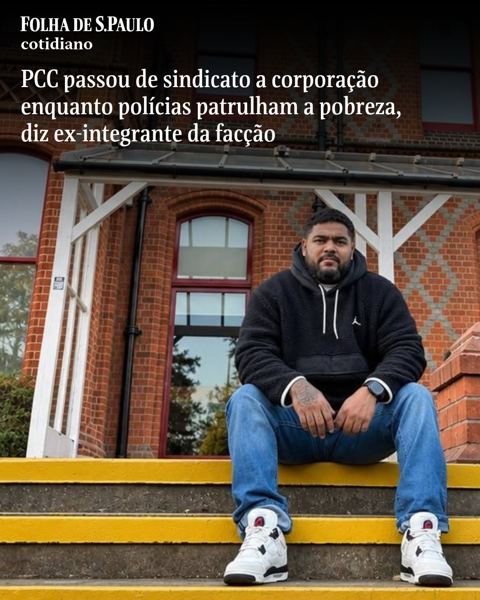 FOLHA DE S.PAULO
cotidiano
PCC passou de sindicato a corporação
enquanto polícias patrulham a pobreza,
diz ex-integrante da facção